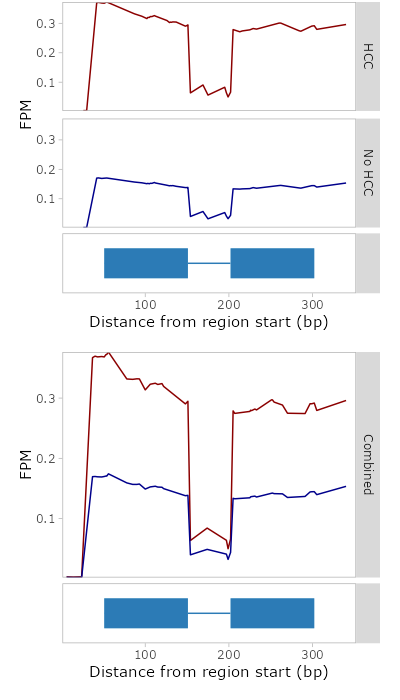 0.3
0.2
0.1
HCC
FPM
0.3
0.2
0.1
No HCC
100 200 300
Distance from region start (bp)
0.3
0.2
0.1
FPM
Combined
100 200 300
Distance from region start (bp)